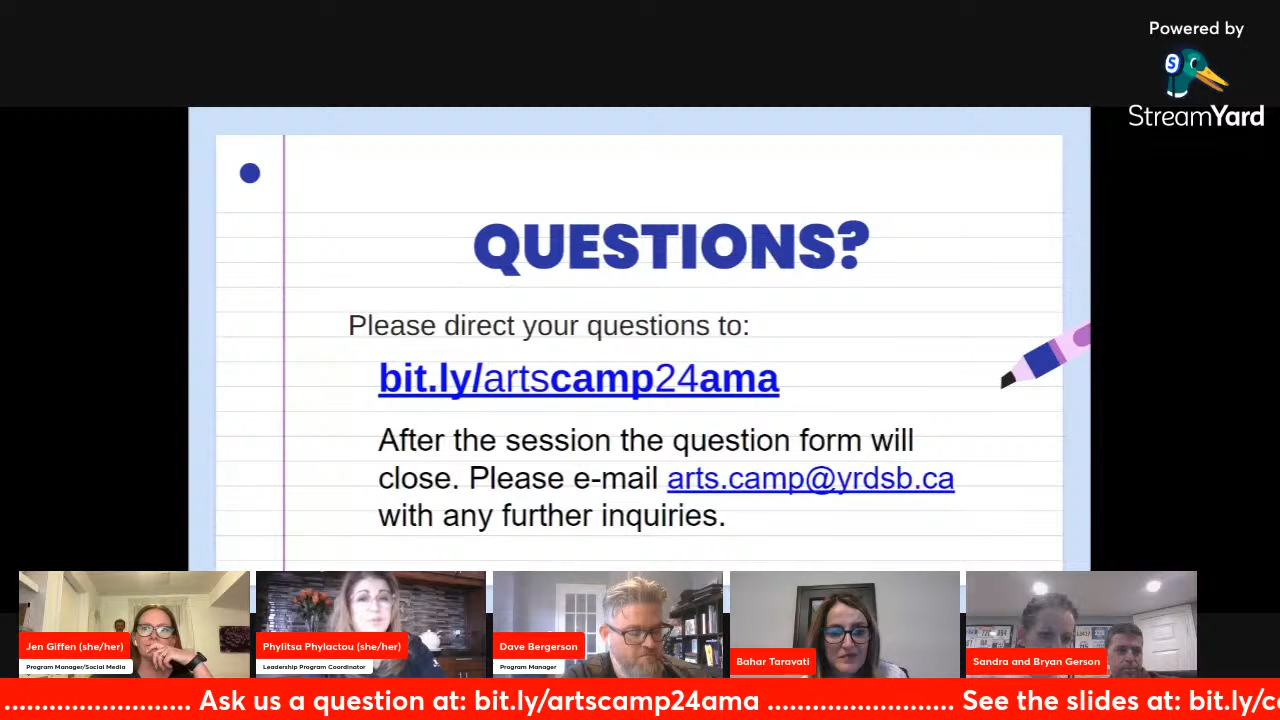 Powered by
S
StreamYard
QUESTIONS?
Please direct your questions to:
bit.ly/artscamp24ama
After the session the question form will
close. Please e-mail arts.camp@yrdsb.ca
with any further inquiries.
Jen Giffen (she/her)
Program Manager/Social Media
Phylitsa Phylactou (she/her)
Leadership Program Coordinator
Dave Bergerson
Program Manager
Bahar Taravati
Sandra and Bryan Gerson
........................ Ask us a question at: bit.ly/artscamp24ama ........................ See the slides at: bit.ly/c